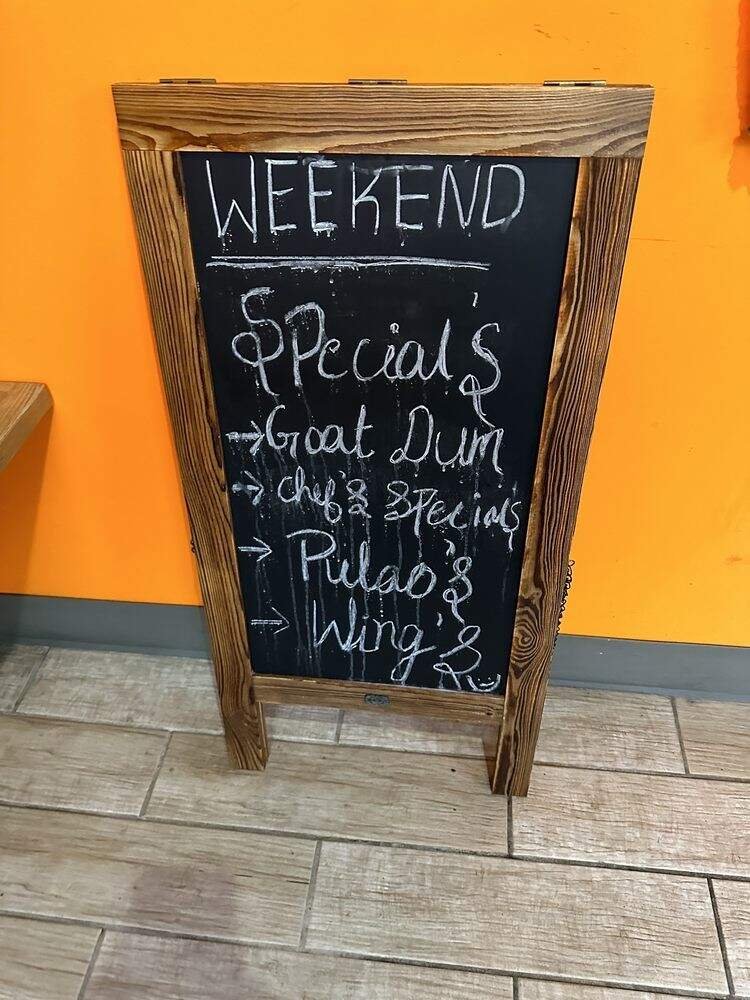 WEEKEND
SPecial's
→ Goat Dum
→ Chef's Specials
→ Pulao's
→ Wing's